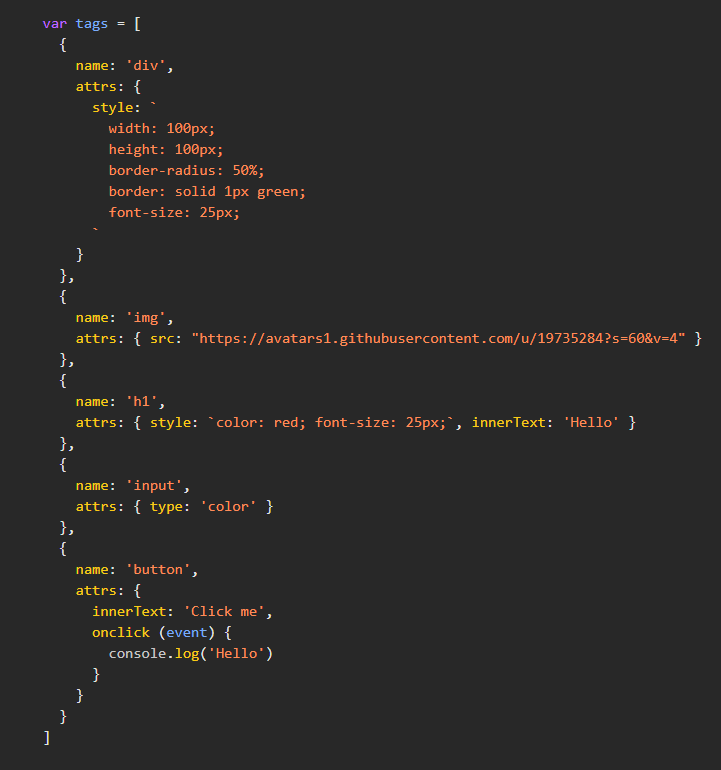 var tags = [
  {
    name: 'div',
    attrs: {
      style: `
        width: 100px;
        height: 100px;
        border-radius: 50%;
        border: solid 1px green;
        font-size: 25px;
      `
    }
  },
  {
    name: 'img',
    attrs: { src: "https://avatars1.githubusercontent.com/u/19735284?s=60&v=4" }
  },
  {
    name: 'h1',
    attrs: { style: `color: red; font-size: 25px;`, innerText: 'Hello' }
  },
  {
    name: 'input',
    attrs: { type: 'color' }
  },
  {
    name: 'button',
    attrs: {
      innerText: 'Click me',
      onclick (event) {
        console.log('Hello')
      }
    }
  }
]